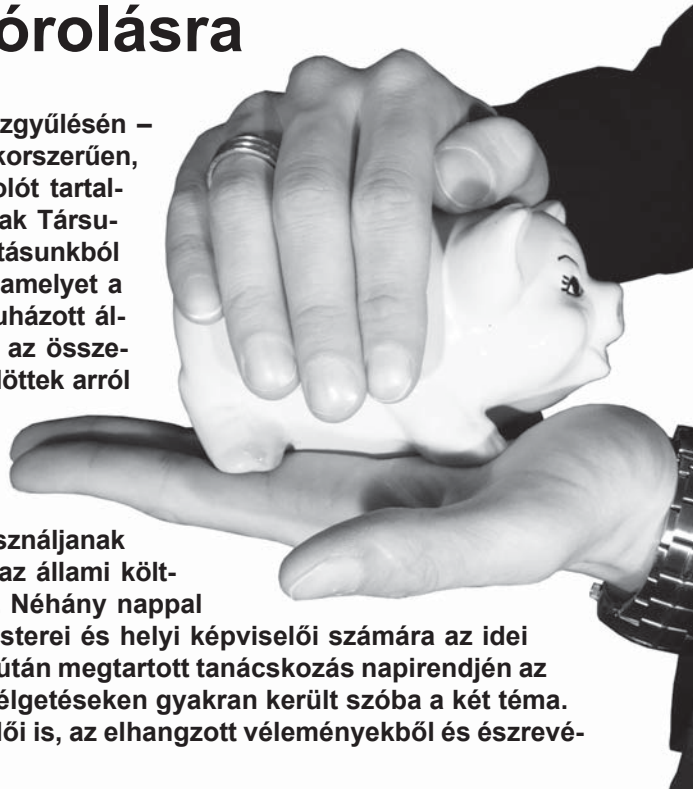 órolásra
zgyűlésén –
korszerűen,
olót tartal-
ak Társu-
tásunkból
amelyet a
uházott ál-
az össze-
löttek arról
sználjanak
az állami költ-
Néhány nappal
sterei és helyi képviselői számára az idei
után megtartott tanácskozás napirendjén az
élgetéseken gyakran került szóba a két téma.
lői is, az elhangzott véleményekből és észrevé-